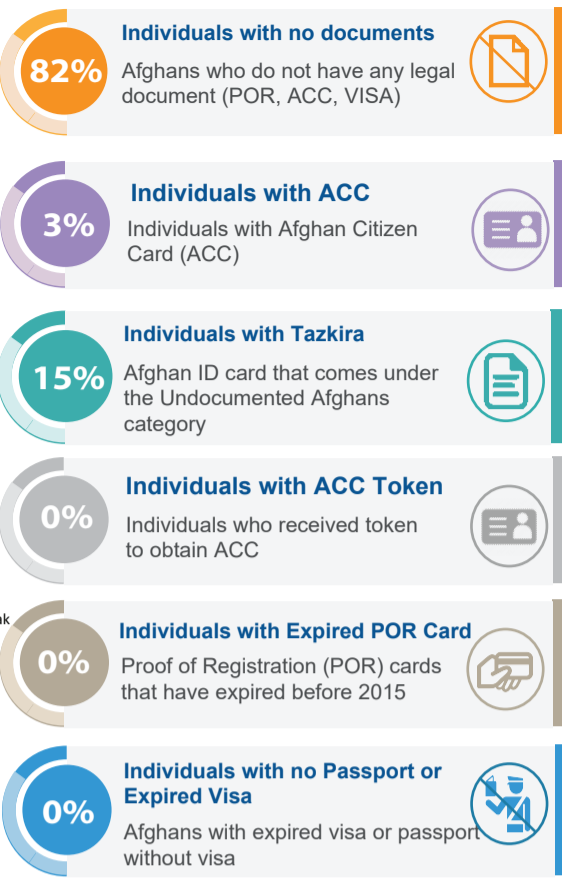 Individuals with no documents
82%
Afghans who do not have any legal
document (POR, ACC, VISA)
Individuals with ACC
3%
Individuals with Afghan Citizen
Card (ACC)
Individuals with Tazkira
15%
Afghan ID card that comes under
the Undocumented Afghans
category
Individuals with ACC Token
0%
Individuals who received token
to obtain ACC
Individuals with Expired POR Card
0%
Proof of Registration (POR) cards
that have expired before 2015
Individuals with no Passport or
Expired Visa
0%
Afghans with expired visa or passport
without visa